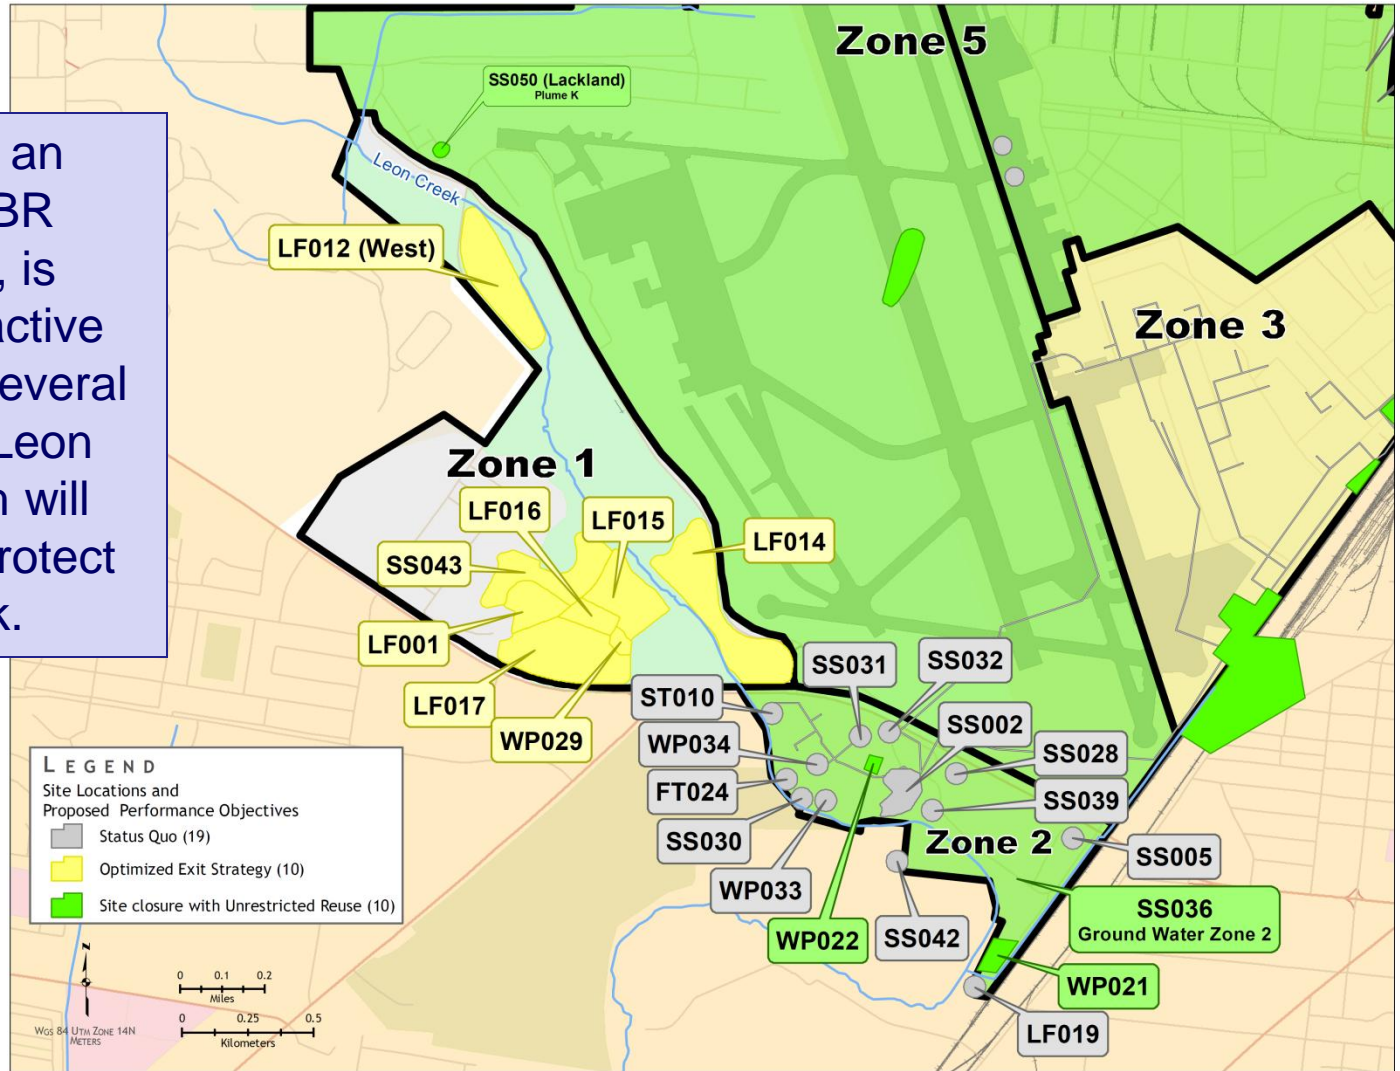 an
BR
, is
active
everal
Leon
n will
rotect
k.
Zone 5
SS050 (Lackland)
Plume K
Leon Creek
LF012 (West)
Zone 3
Zone 1
LF016
LF015
LF014
SS043
LF001
LF017
WP029
SS031
SS032
ST010
SS002
WP034
SS028
FT024
SS039
SS030
Zone 2
SS005
WP033
SS036
Ground Water Zone 2
WP022
SS042
WP021
LF019
LEGEND
Site Locations and
Proposed Performance Objectives
Status Quo (19)
Optimized Exit Strategy (10)
Site closure with Unrestricted Reuse (10)
N
0 0.1 0.2
Miles
0 0.25 0.5
Kilometers
WGS 84 UTM ZONE 14N
METERS